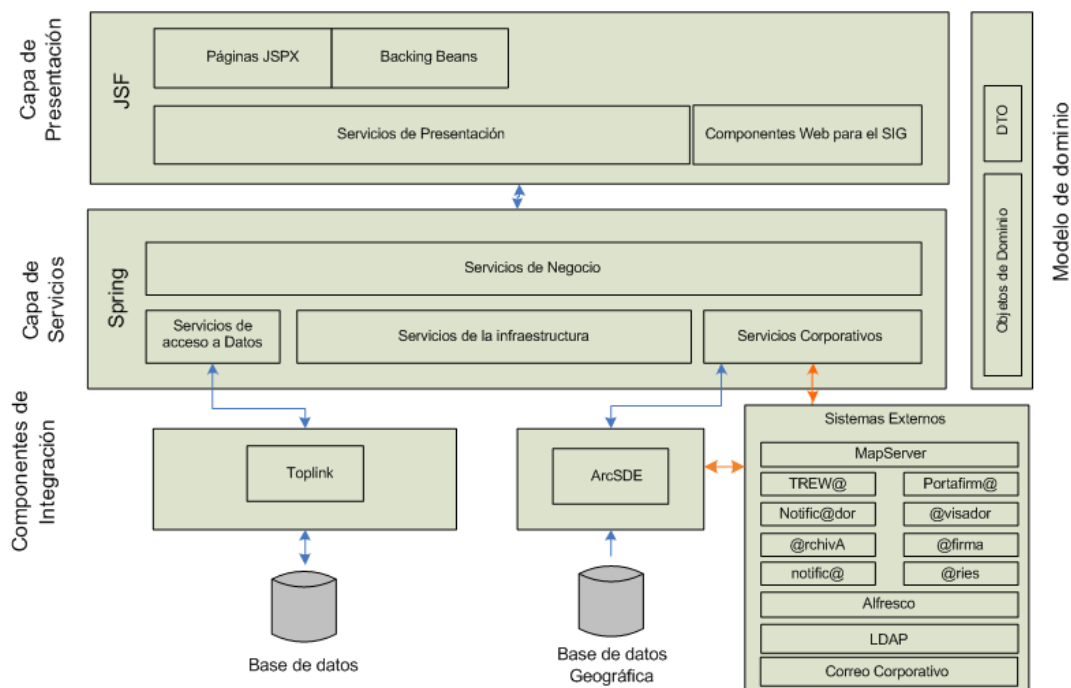 Capa de
Presentación
JSF
Páginas JSPX
Backing Beans
Servicios de Presentación
Componentes Web para el SIG
DTO
Objetos de Dominio
Modelo de dominio
Capa de
Servicios
Spring
Servicios de Negocio
Servicios de
acceso a Datos
Servicios de la infraestructura
Servicios Corporativos
Componentes de
Integración
Toplink
ArcSDE
Base de datos
Base de datos
Geográfica
Sistemas Externos
MapServer
TREW@
Portafirm@
Notific@dor
@visador
@rchivA
@firma
notific@
@ries
Alfresco
LDAP
Correo Corporativo